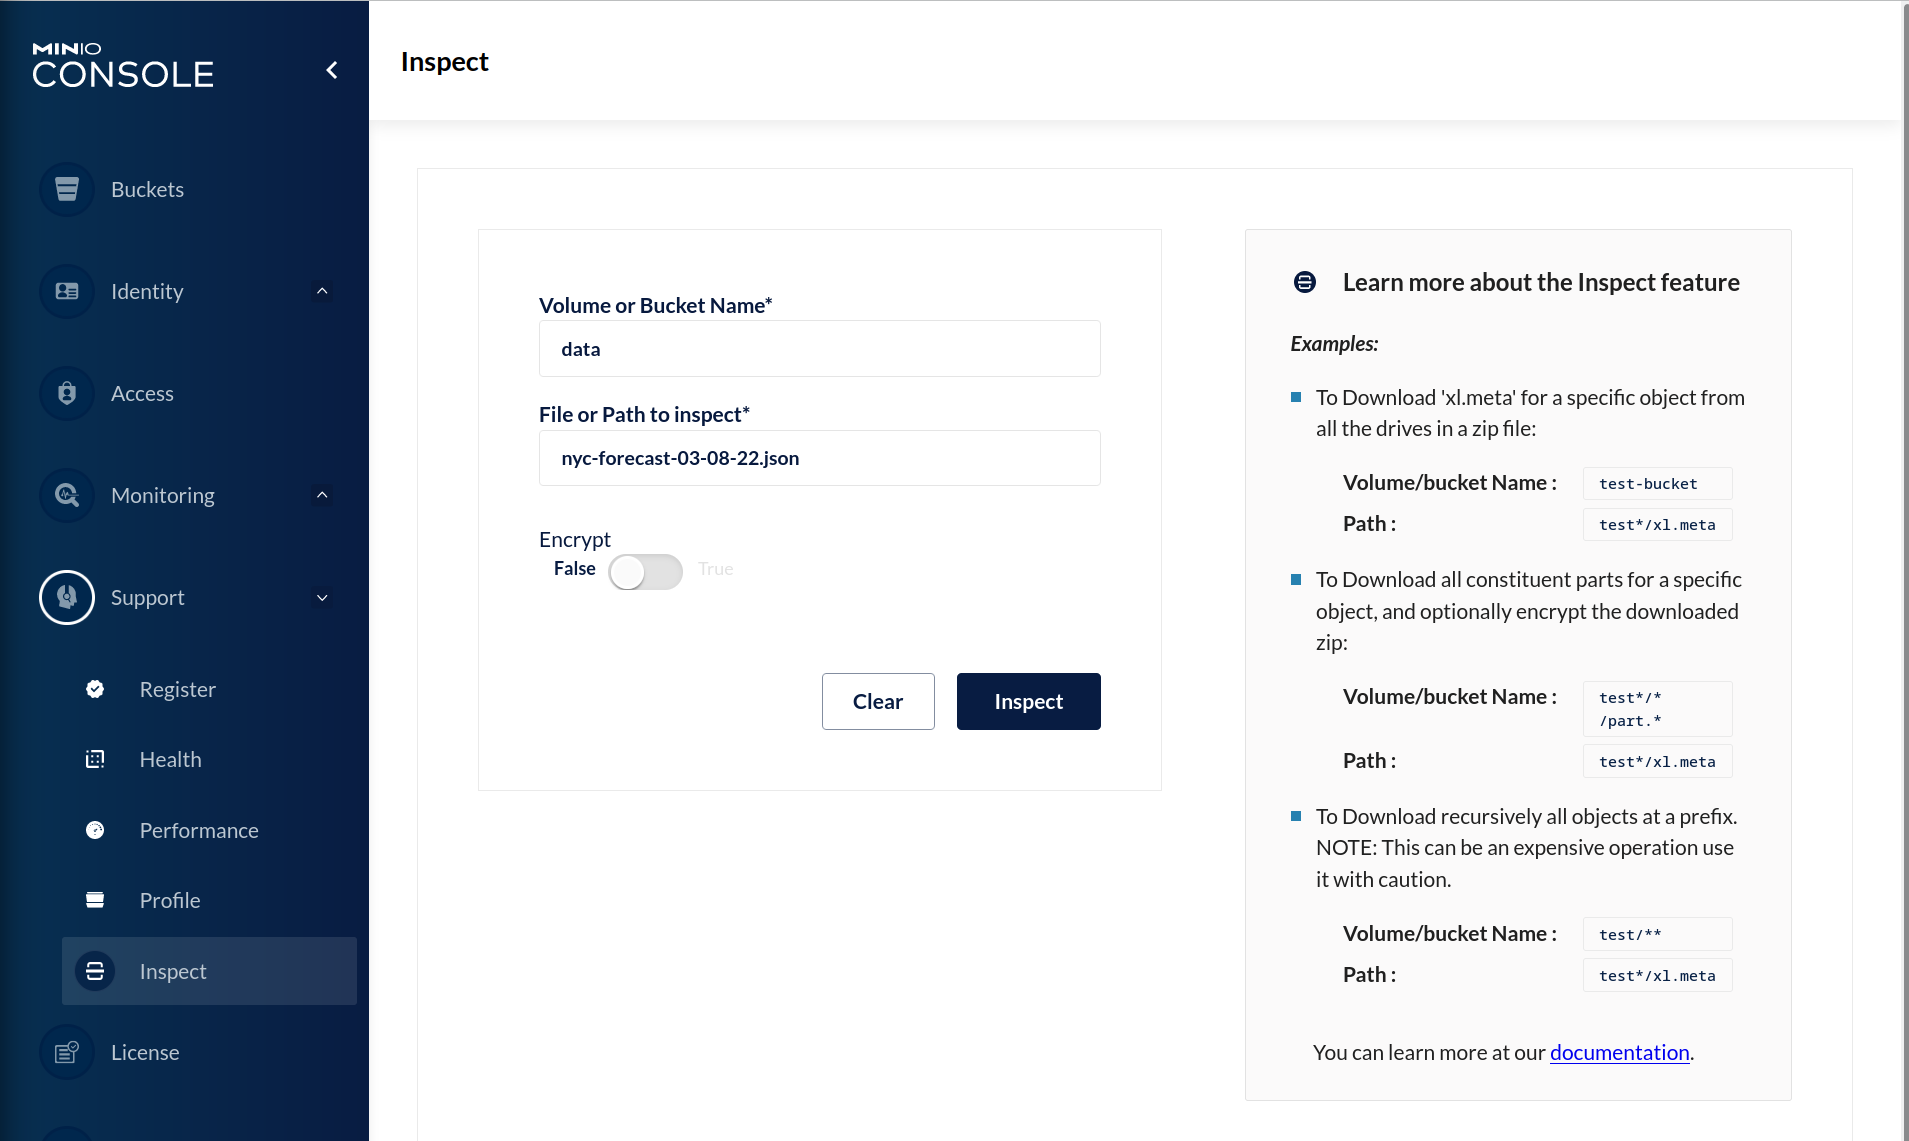 MINIO
CONSOLE
Buckets
Identity
Access
Monitoring
Support
Register
Health
Performance
Profile
Inspect
License
Inspect
Volume or Bucket Name*
data
File or Path to inspect*
nyc-forecast-03-08-22.json
Encrypt
False
True
Clear
Inspect
Learn more about the Inspect feature
Examples:
To Download 'xl.meta' for a specific object from
all the drives in a zip file:
Volume/bucket Name : test-bucket
Path : test*/xl.meta
To Download all constituent parts for a specific
object, and optionally encrypt the downloaded
zip:
Volume/bucket Name : test*/*
/part.*
Path : test*/xl.meta
To Download recursively all objects at a prefix.
NOTE: This can be an expensive operation use
it with caution.
Volume/bucket Name : test/**
Path : test*/xl.meta
You can learn more at our documentation.